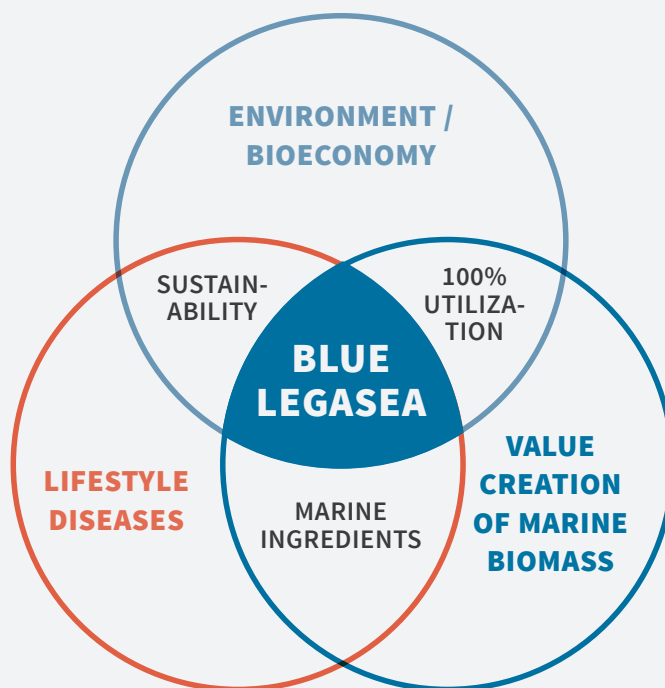 ENVIRONMENT /
BIOECONOMY
SUSTAIN-
ABILITY
100%
UTILIZA-
TION
BLUE
LEGASEA
LIFESTYLE
DISEASES
MARINE
INGREDIENTS
VALUE
CREATION
OF MARINE
BIOMASS